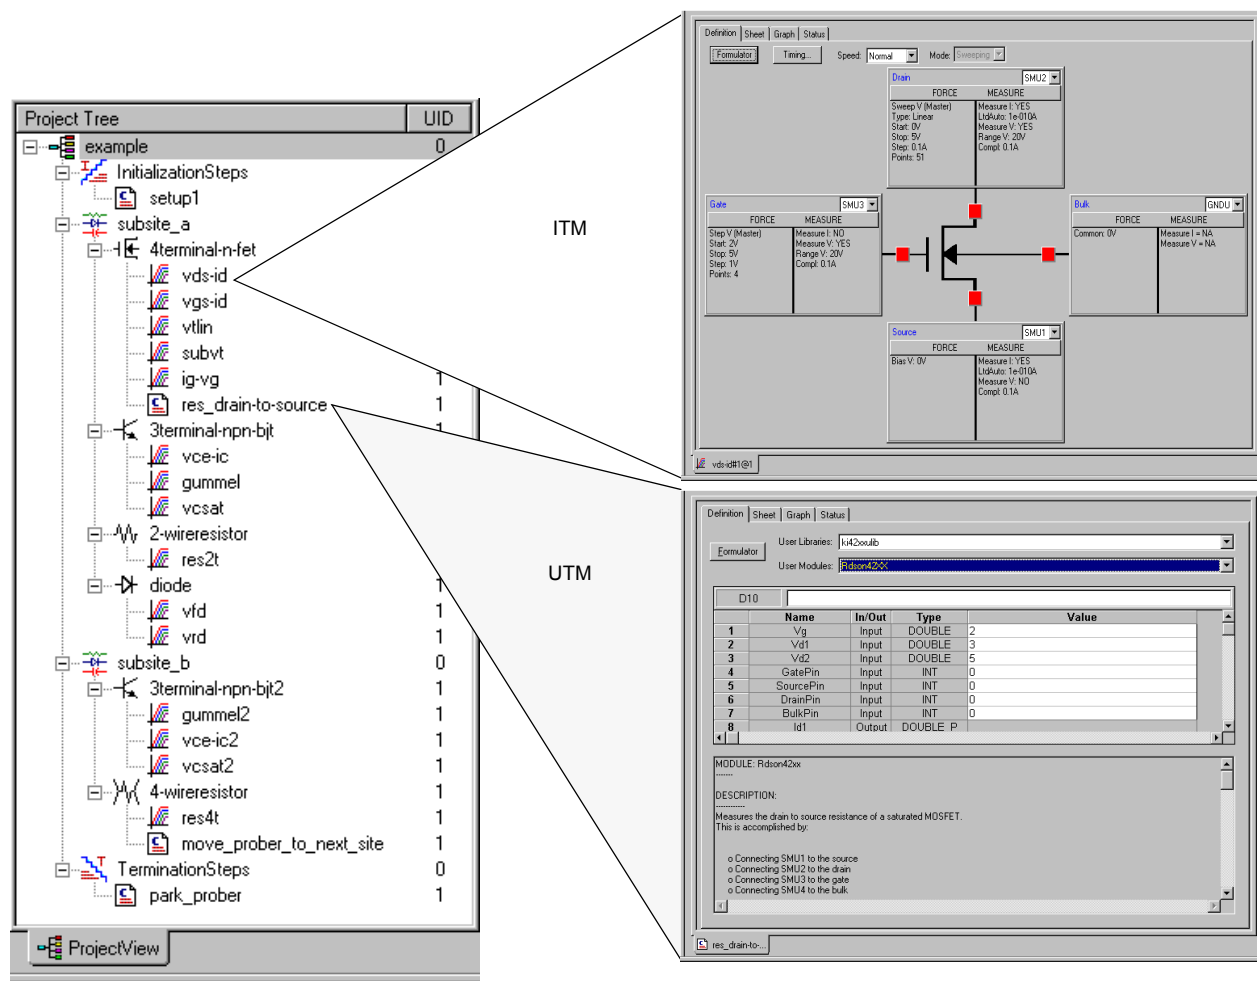 Project Tree UID
example 0
InitializationSteps
setup1
subsite_a
4terminal-n-fet
vds-id
vgs-id
vtlin
subvt
ig-vg 1
res_drain-to-source 1
3terminal-npn-bjt 1
vce-ic
gummel
vcsat
2-wireresistor
res2t
diode 1
vfd 1
vrd 1
subsite_b 0
3terminal-npn-bjt2 1
gummel2 1
vce-ic2 1
vcsat2 1
4-wireresistor 1
res4t 1
move_prober_to_next_site 1
TerminationSteps 0
park_prober 1
ProjectView
ITM
UTM
Definition Sheet Graph Status
Formulator Timing... Speed: Normal Mode: Sweeping
Drain SMU2
FORCE MEASURE
Sweep V (Master) Measure I: YES
Type: Linear LtdAuto: 1e-010A
Start: 0V Measure V: YES
Stop: 5V Range V: 20V
Step: 0.1A Compl: 0.1A
Points: 51
Gate SMU3
FORCE MEASURE
Step V (Master) Measure I: NO
Start: 2V Measure V: YES
Stop: 5V Range V: 20V
Step: 1V Compl: 0.1A
Points: 4
Bulk GNDU
FORCE MEASURE
Common: 0V Measure I = NA
Measure V = NA
Source SMU1
FORCE MEASURE
Bias V: 0V Measure I: YES
LtdAuto: 1e-010A
Measure V: NO
Compl: 0.1A
vds-id#1@1
Definition Sheet Graph Status
Formulator
User Libraries: ki42xxulib
User Modules: Rdson42XX
D10
Name In/Out Type Value
1 Vg Input DOUBLE 2
2 Vd1 Input DOUBLE 3
3 Vd2 Input DOUBLE 5
4 GatePin Input INT 0
5 SourcePin Input INT 0
6 DrainPin Input INT 0
7 BulkPin Input INT 0
8 Id1 Output DOUBLE_P
MODULE: Rdson42xx
-------
DESCRIPTION:
------------
Measures the drain to source resistance of a saturated MOSFET.
This is accomplished by:
o Connecting SMU1 to the source
o Connecting SMU2 to the drain
o Connecting SMU3 to the gate
o Connecting SMU4 to the bulk
res_drain-to-...